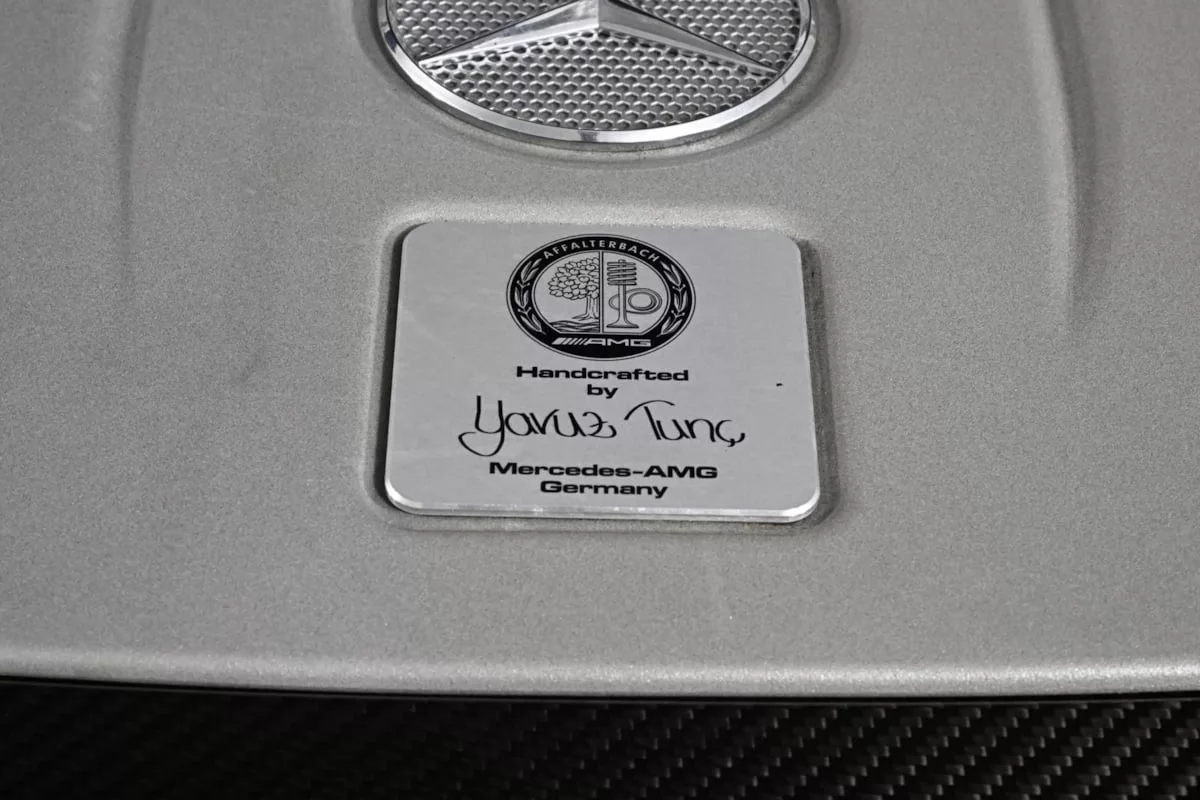 AFFALTERBACH
AMG
Handcrafted
by
Yavuz Tunç
Mercedes-AMG
Germany